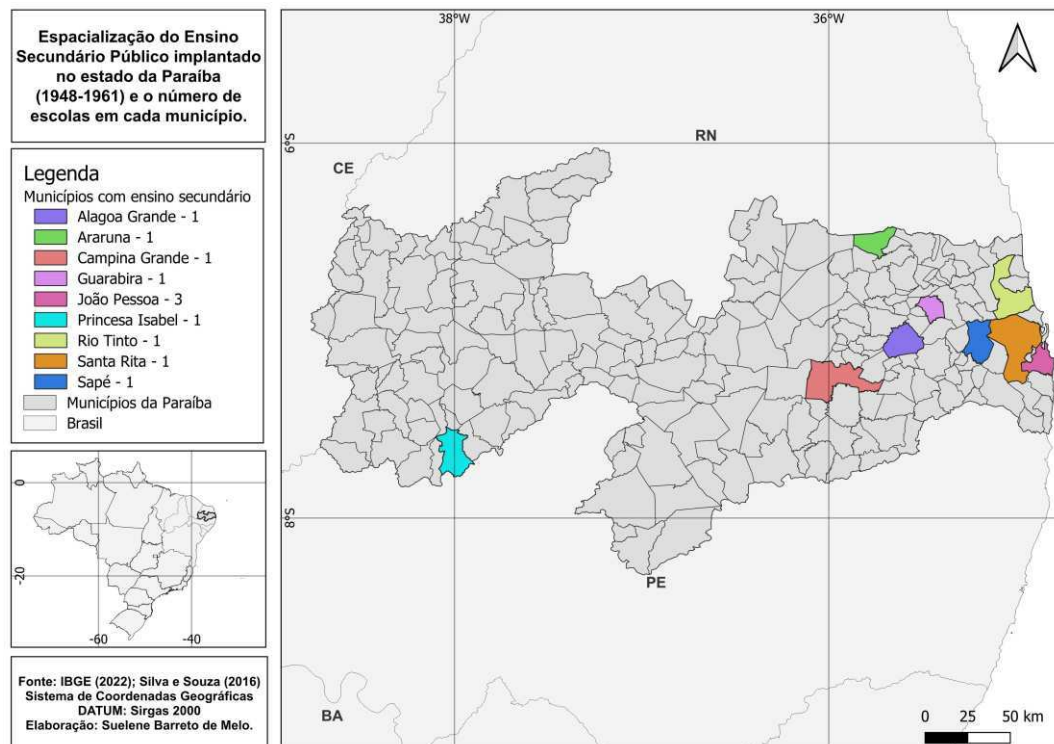 Espacialização do Ensino
Secundário Público implantado
no estado da Paraíba
(1948-1961) e o número de
escolas em cada município.
Legenda
Municípios com ensino secundário
Alagoa Grande - 1
Araruna - 1
Campina Grande - 1
Guarabira - 1
João Pessoa - 3
Princesa Isabel - 1
Rio Tinto - 1
Santa Rita - 1
Sapé - 1
Municípios da Paraíba
Brasil
0
-20
-60 -40
Fonte: IBGE (2022); Silva e Souza (2016)
Sistema de Coordenadas Geográficas
DATUM: Sirgas 2000
Elaboração: Suelene Barreto de Melo.
38°W 36°W
6°S
8°S
RN
CE
PE
BA
0 25 50 km